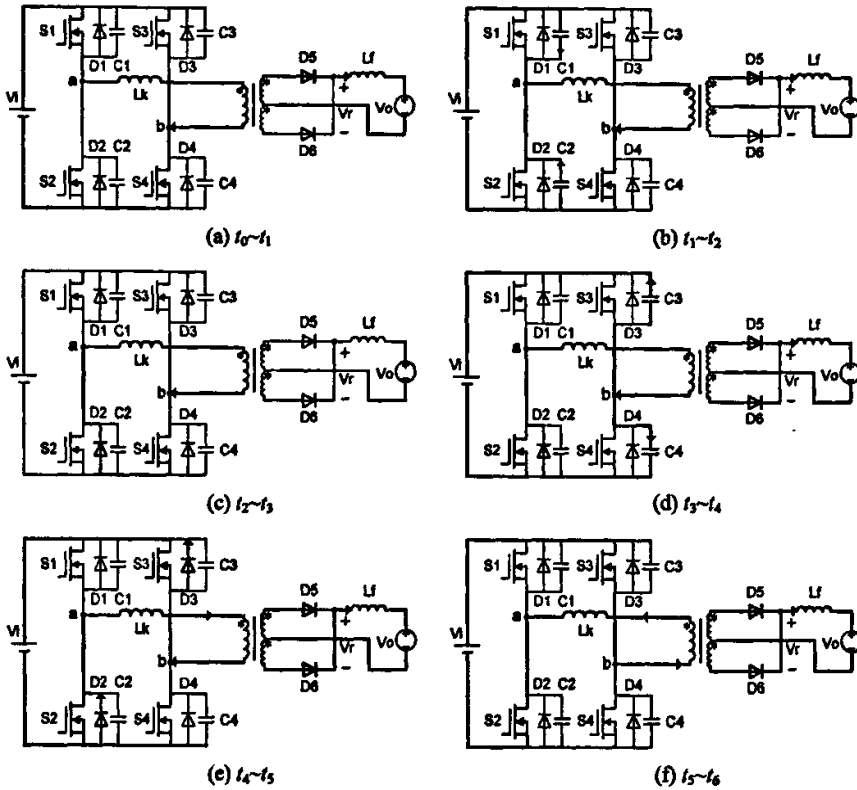 S1 S3 C3 D5 Lf
D1 C1 D3
a Lk Vi Vr Vo
b D2 C2 D4 D6
S2 S4 C4
(a) t₀~t₁
S1 S3 C3 D5 Lf
D1 C1 D3
a Lk Vi Vr Vo
b D2 C2 D4 D6
S2 S4 C4
(b) t₁~t₂
S1 S3 C3 D5 Lf
D1 C1 D3
a Lk Vi Vr Vo
b D2 C2 D4 D6
S2 S4 C4
(c) t₂~t₃
S1 S3 C3 D5 Lf
D1 C1 D3
a Lk Vi Vr Vo
b D2 C2 D4 D6
S2 S4 C4
(d) t₃~t₄
S1 S3 C3 D5 Lf
D1 C1 D3
a Lk Vi Vr Vo
b D2 C2 D4 D6
S2 S4 C4
(e) t₄~t₅
S1 S3 C3 D5 Lf
D1 C1 D3
a Lk Vi Vr Vo
b D2 C2 D4 D6
S2 S4 C4
(f) t₅~t₆